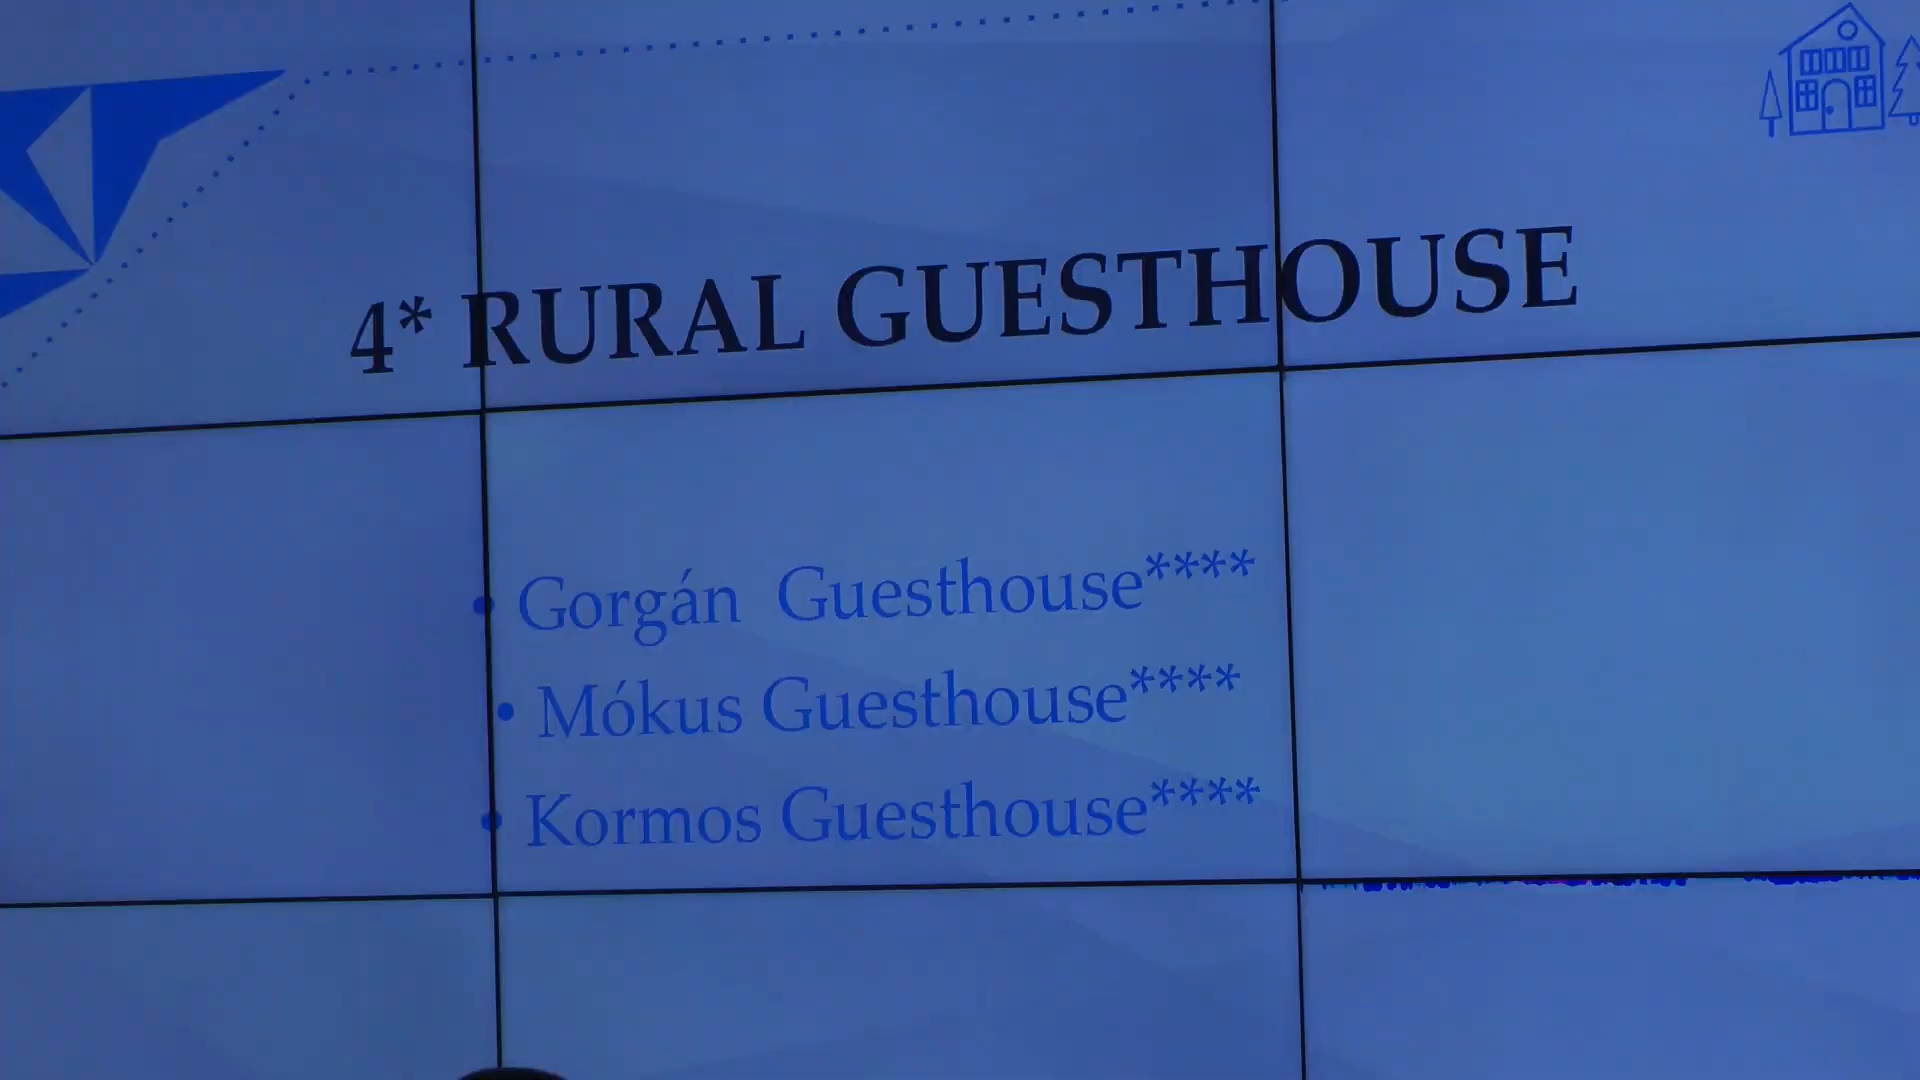 4* RURAL GUESTHOUSE
• Gorgán Guesthouse****
• Mókus Guesthouse****
• Kormos Guesthouse****